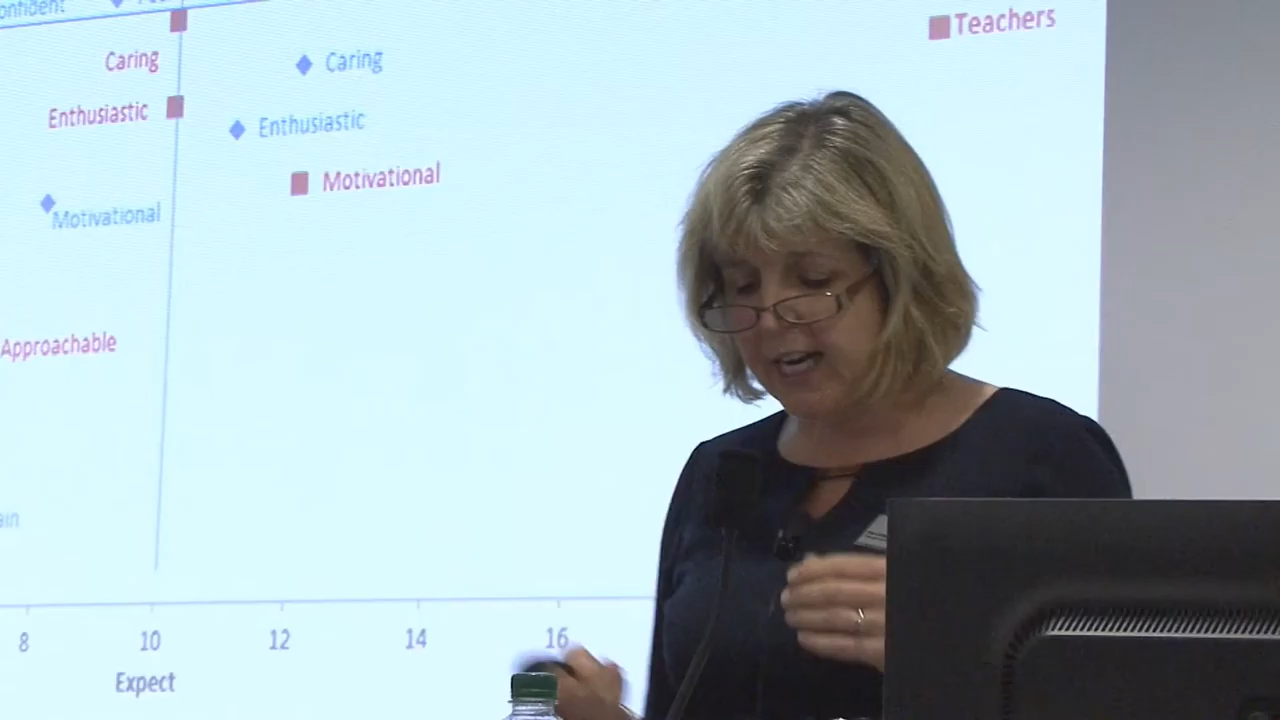 Teachers
Caring
Caring
Enthusiastic
Enthusiastic
Motivational
Motivational
Approachable
8 10 12 14 16
Expect